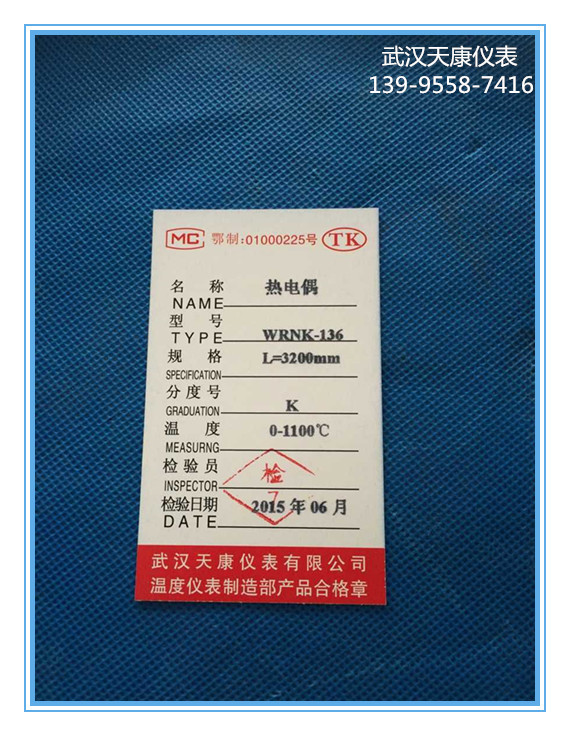 武汉天康仪表
139-9558-7416
MC 鄂制:01000225号 TK
名 称 热电偶
NAME
型 号
TYPE WRNK-136
规 格 L=3200mm
SPECIFICATION
分度号
GRADUATION K
温 度 0-1100℃
MEASURNG
检验员 检
INSPECTOR 7
检验日期 2015年06月
DATE
武汉天康仪表有限公司
温度仪表制造部产品合格章